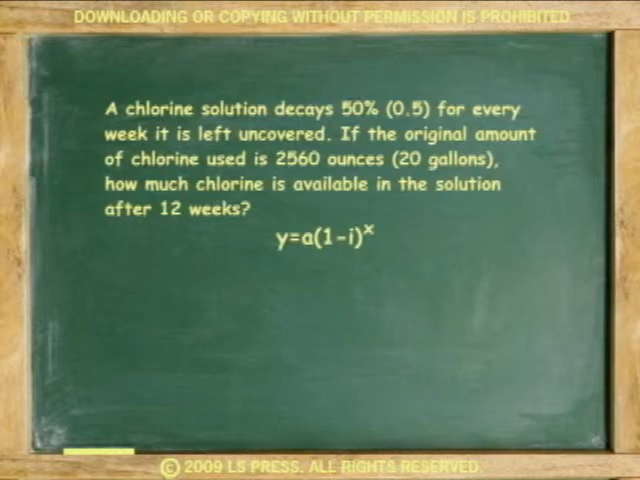 DOWNLOADING OR COPYING WITHOUT PERMISSION IS PROHIBITED
A chlorine solution decays 50% (0.5) for every
week it is left uncovered. If the original amount
of chlorine used is 2560 ounces (20 gallons),
how much chlorine is available in the solution
after 12 weeks?
y=a(1-i)ˣ
© 2009 LS PRESS. ALL RIGHTS RESERVED